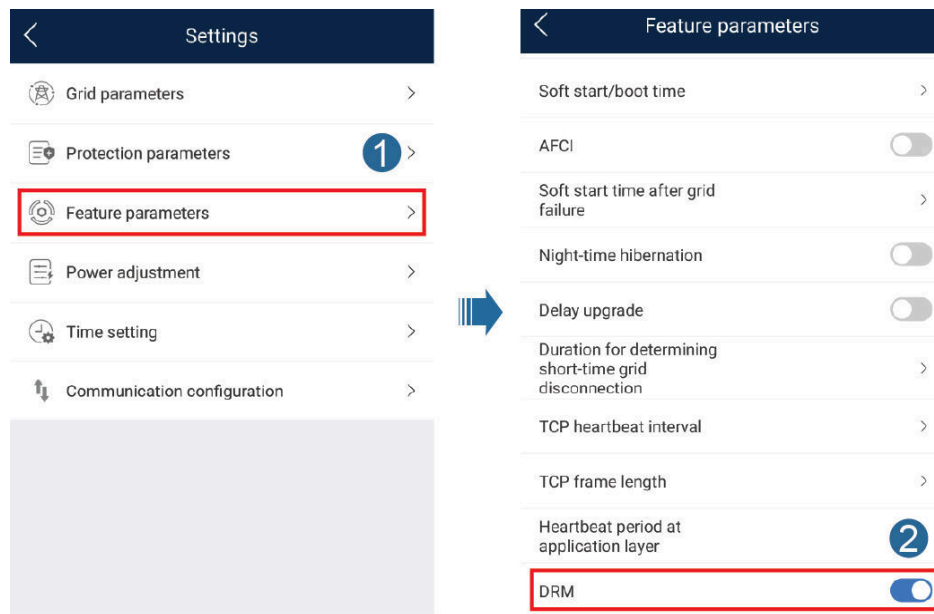 Settings
Grid parameters
Protection parameters
1
Feature parameters
Power adjustment
Time setting
Communication configuration
Feature parameters
Soft start/boot time
AFCI
Soft start time after grid
failure
Night-time hibernation
Delay upgrade
Duration for determining
short-time grid
disconnection
TCP heartbeat interval
TCP frame length
Heartbeat period at
application layer
2
DRM